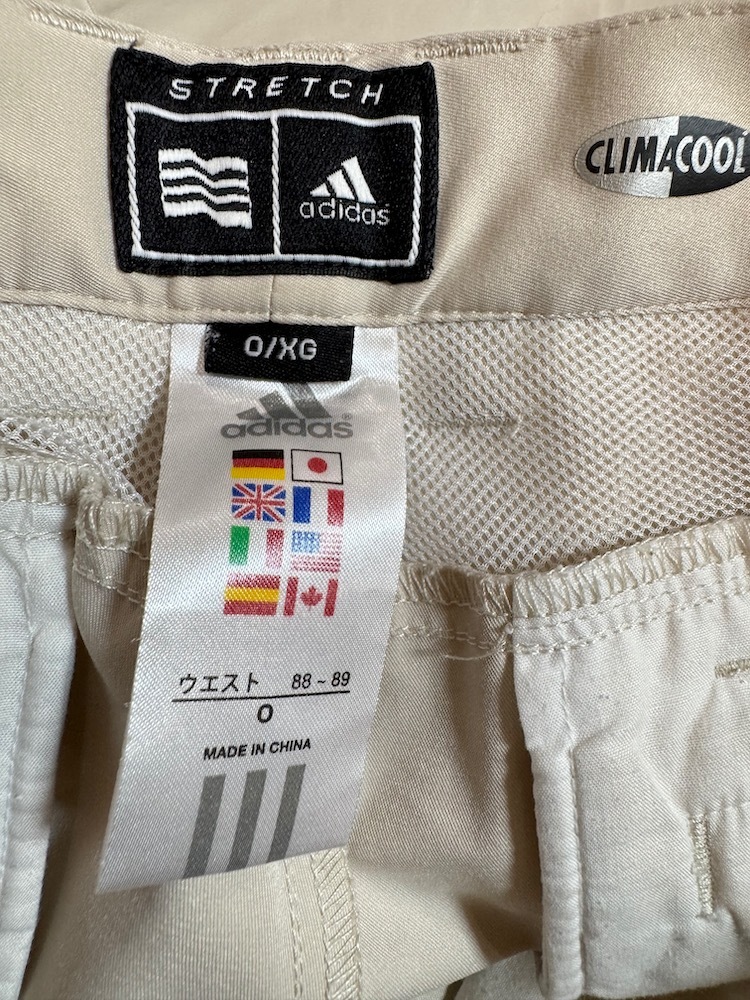 STRETCH
adidas
CLIMACOOL
O/XG
adidas®
ウエスト 88~89
O
MADE IN CHINA